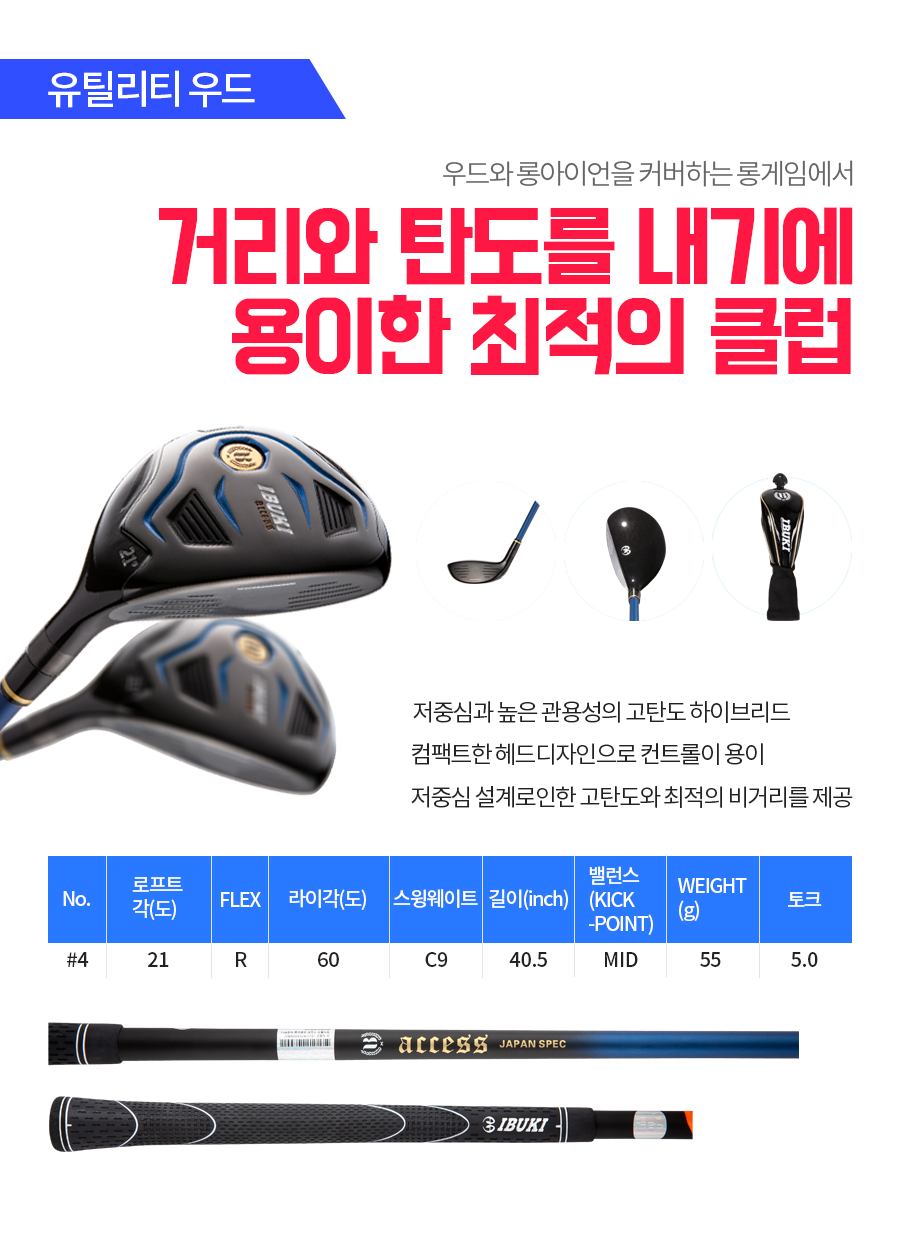 유틸리티 우드
우드와 롱아이언을 커버하는 롱게임에서
거리와 탄도를 내기에
용이한 최적의 클럽
IBUKI
access
21°
IBUKI
저중심과 높은 관용성의 고탄도 하이브리드
컴팩트한 헤드디자인으로 컨트롤이 용이
저중심 설계로인한 고탄도와 최적의 비거리를 제공
No. 로프트각(도) FLEX 라이각(도) 스윙웨이트 길이(inch) 밸런스(KICK-POINT) WEIGHT(g) 토크
#4 21 R 60 C9 40.5 MID 55 5.0
access JAPAN SPEC
IBUKI